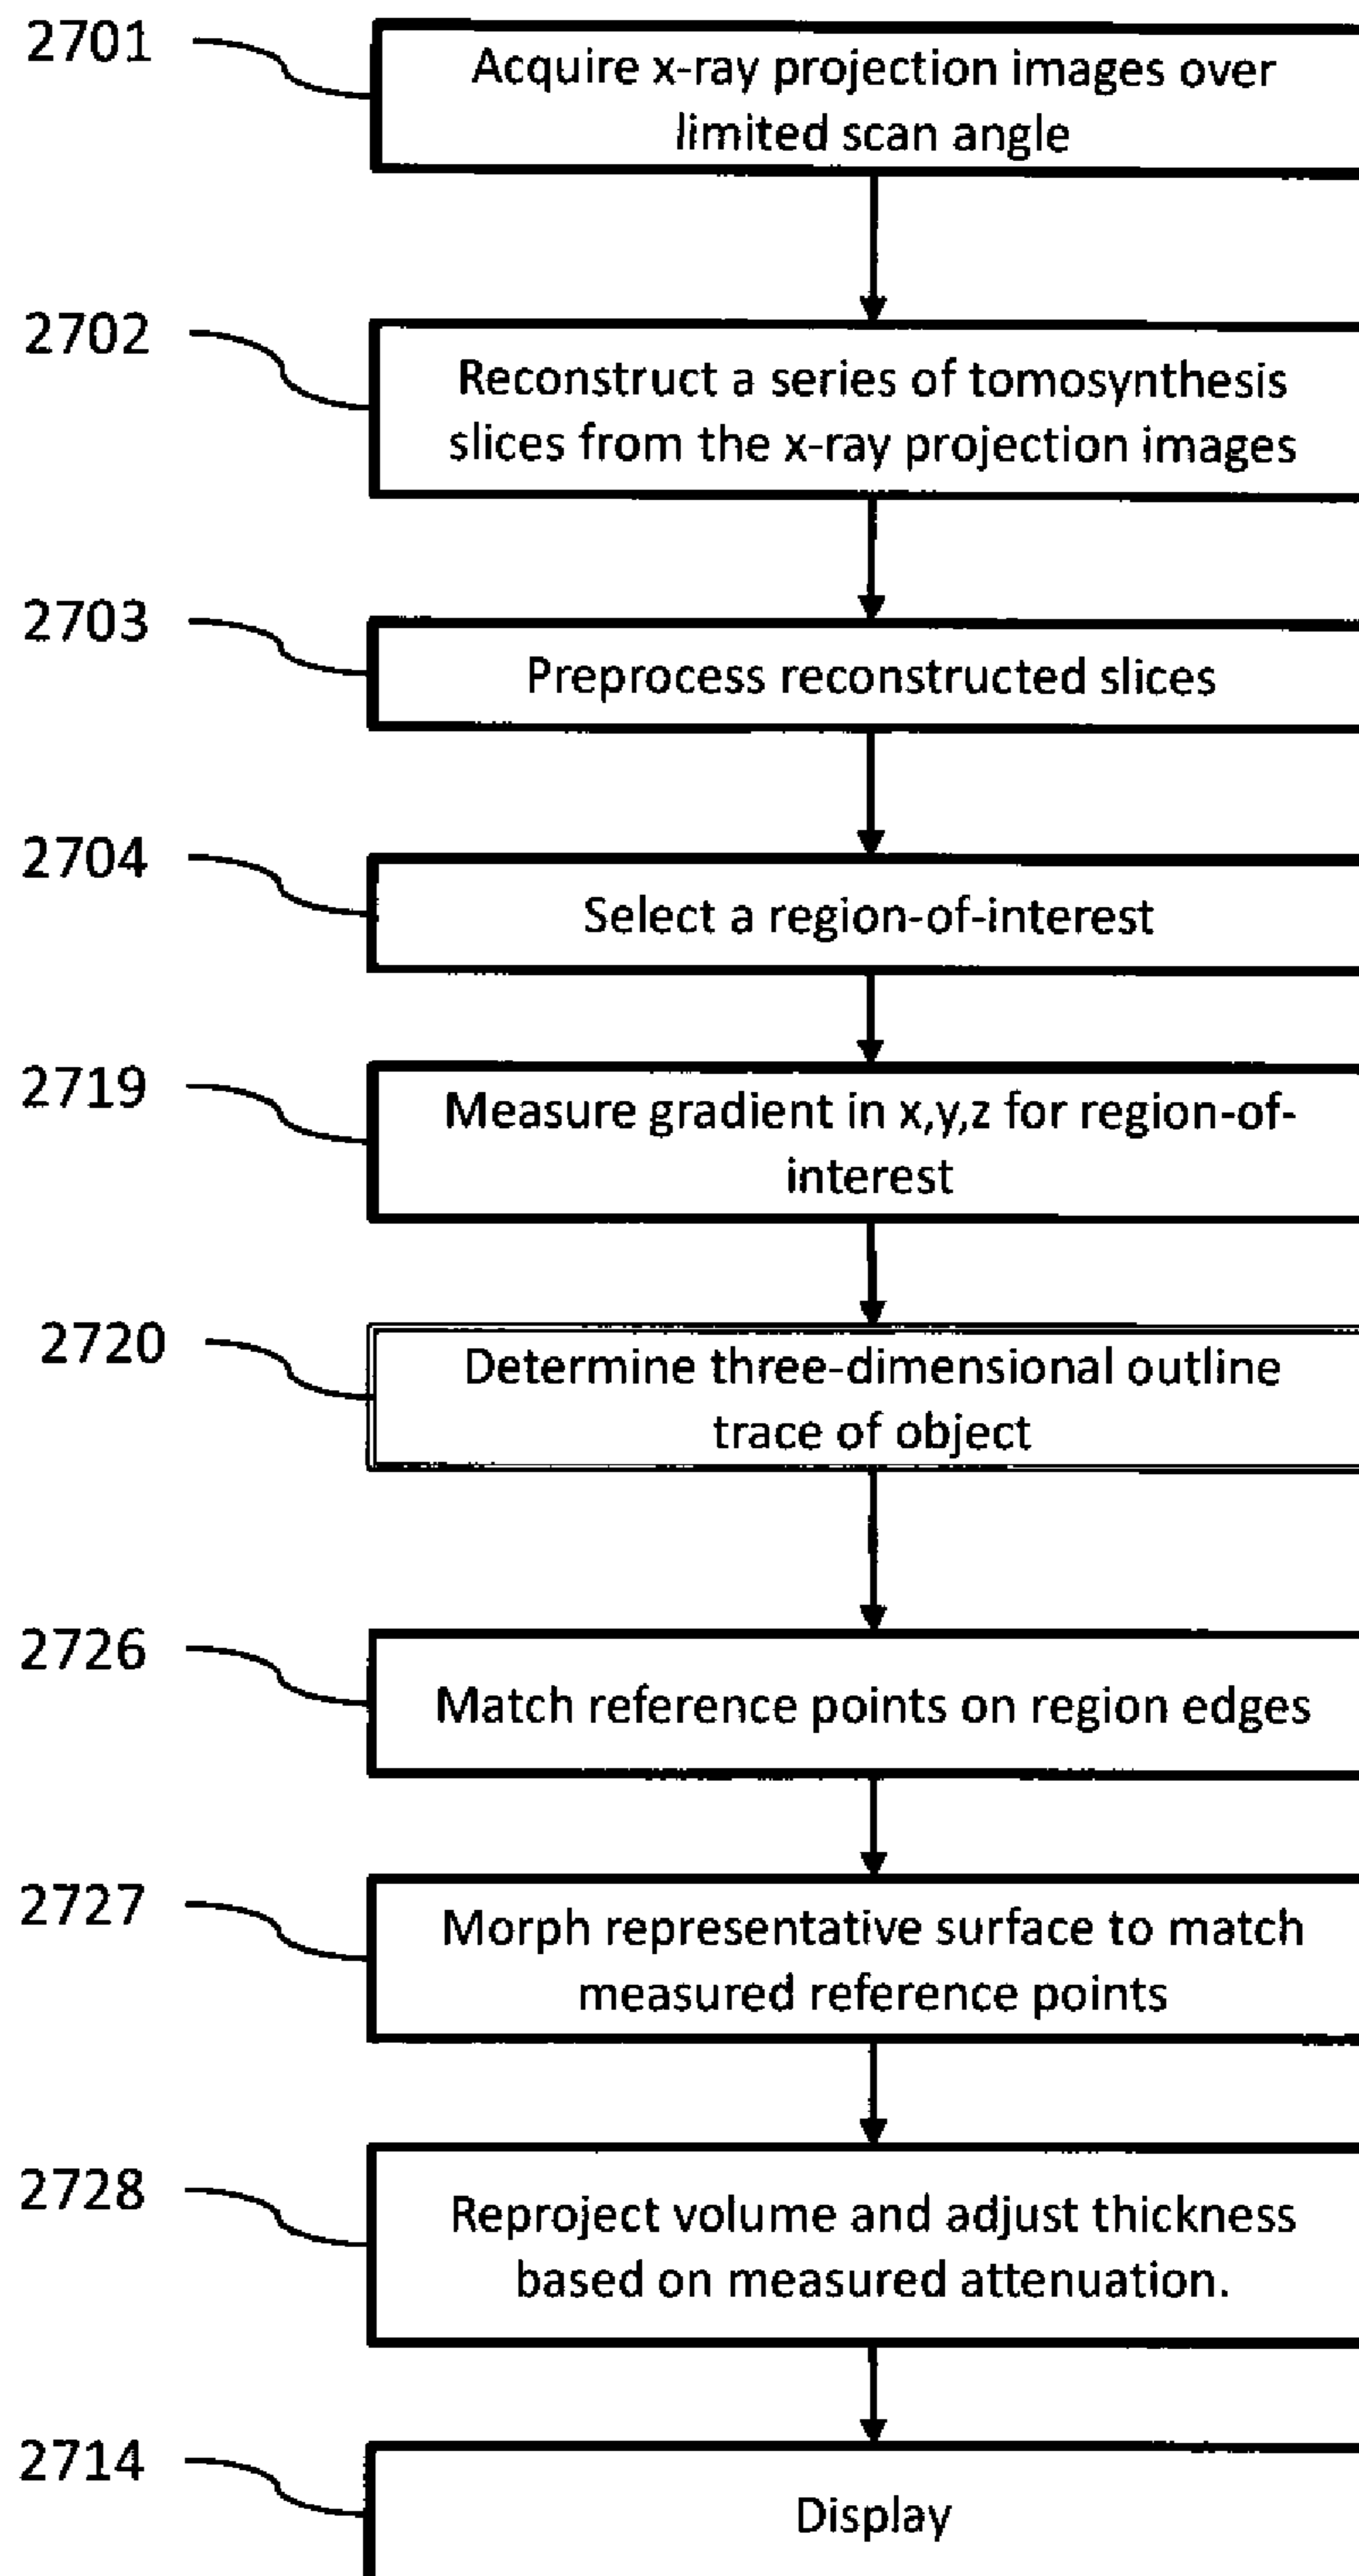 2701
Acquire x-ray projection images over
limited scan angle
2702
Reconstruct a series of tomosynthesis
slices from the x-ray projection images
2703
Preprocess reconstructed slices
2704
Select a region-of-interest
2719
Measure gradient in x,y,z for region-of-
interest
2720
Determine three-dimensional outline
trace of object
2726
Match reference points on region edges
2727
Morph representative surface to match
measured reference points
2728
Reproject volume and adjust thickness
based on measured attenuation.
2714
Display